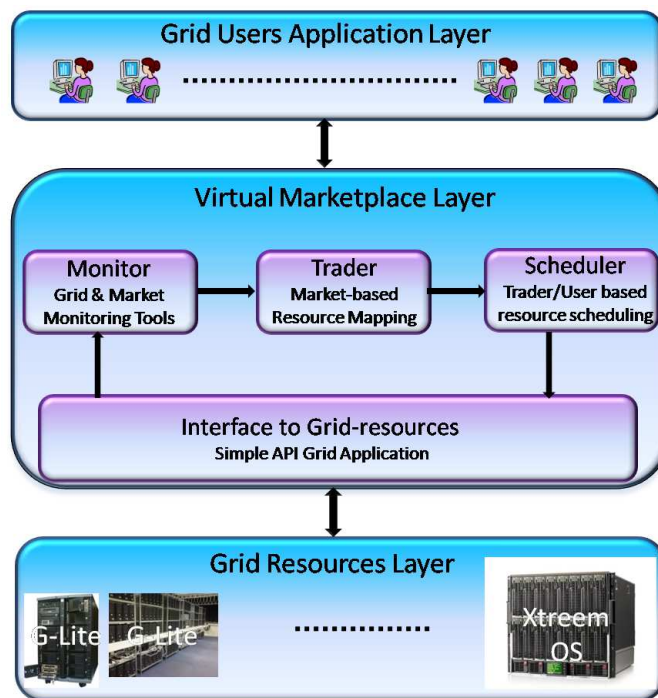 Grid Users Application Layer
Virtual Marketplace Layer
Monitor
Grid & Market
Monitoring Tools
Trader
Market-based
Resource Mapping
Scheduler
Trader/User based
resource scheduling
Interface to Grid-resources
Simple API Grid Application
Grid Resources Layer
G-Lite
G-Lite
Xtreem
OS